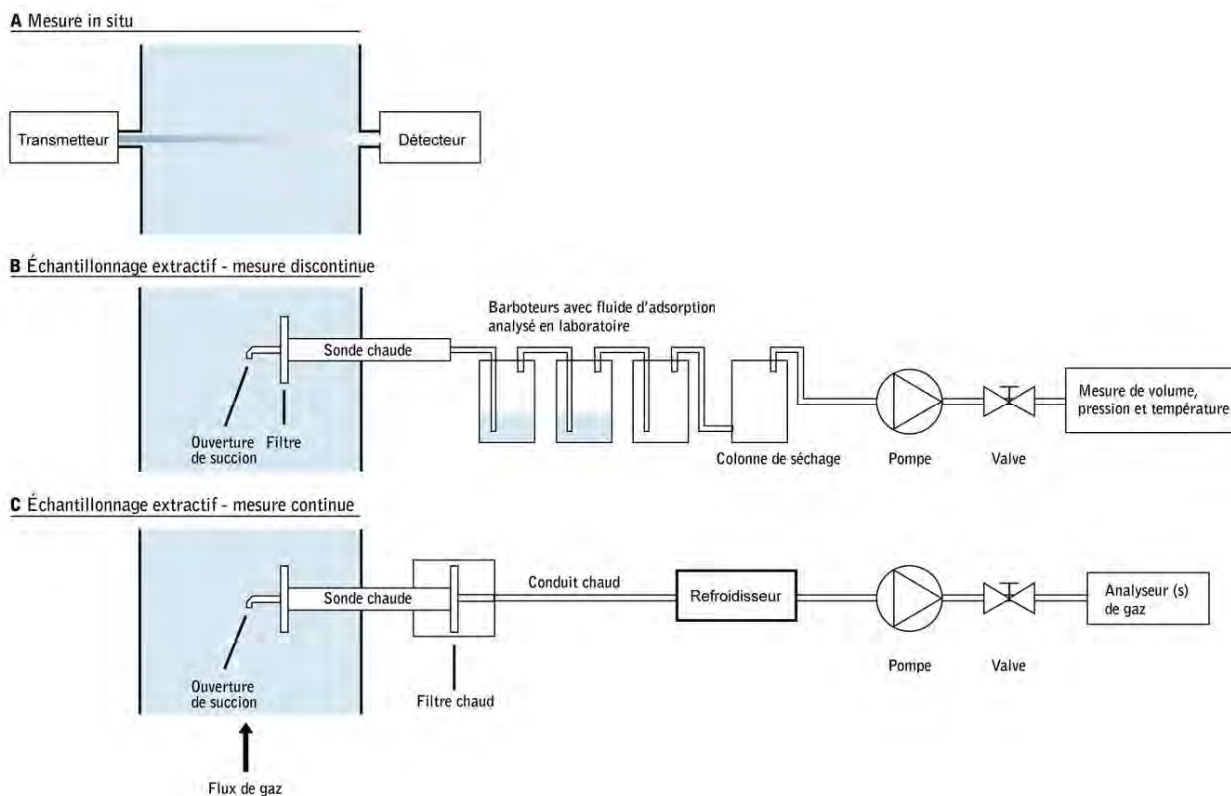 A Mesure in situ
Transmetteur
Détecteur
B Échantillonnage extractif - mesure discontinue
Barboteurs avec fluide d'adsorption
analysé en laboratoire
Sonde chaude
Ouverture
de succion
Filtre
Colonne de séchage
Pompe
Valve
Mesure de volume,
pression et température
C Échantillonnage extractif - mesure continue
Sonde chaude
Conduit chaud
Refroidisseur
Analyseur (s)
de gaz
Ouverture
de succion
Filtre chaud
Pompe
Valve
Flux de gaz